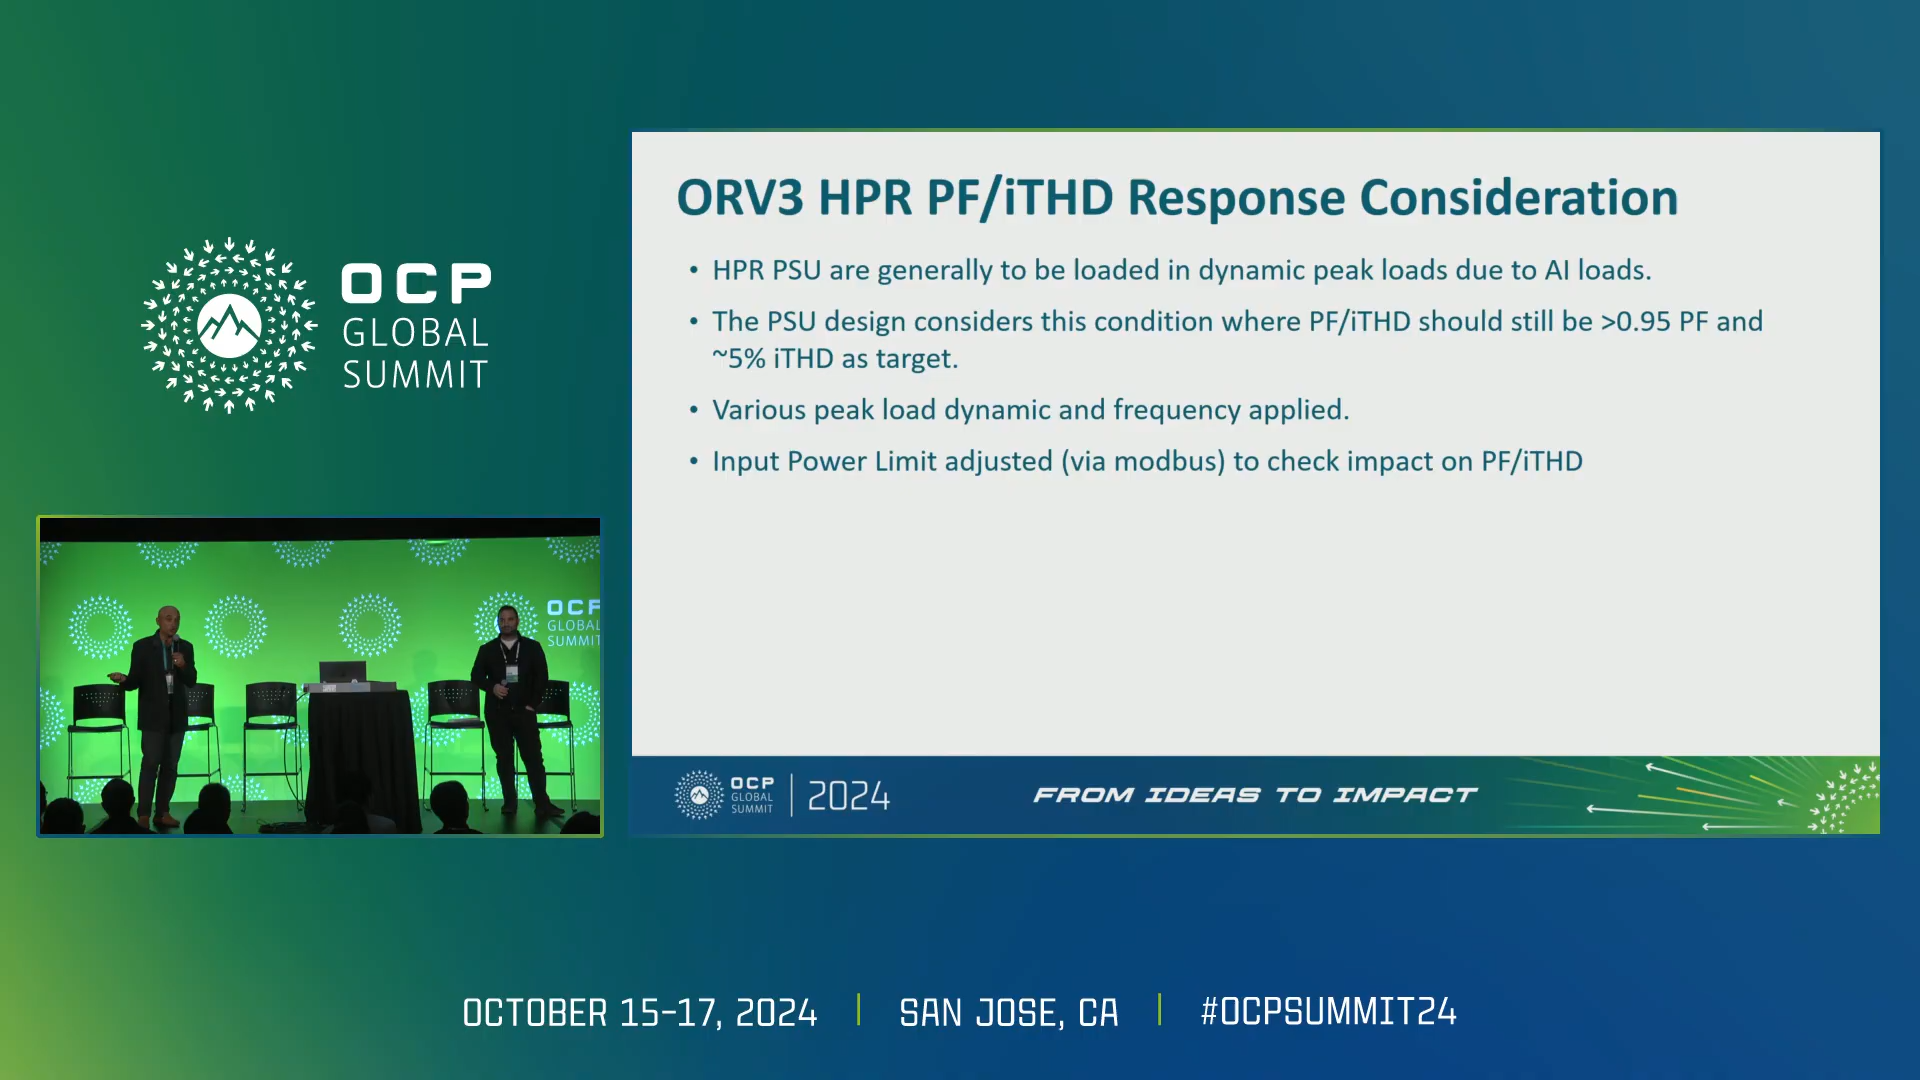 OCP
GLOBAL
SUMMIT
ORV3 HPR PF/iTHD Response Consideration
• HPR PSU are generally to be loaded in dynamic peak loads due to AI loads.
• The PSU design considers this condition where PF/iTHD should still be >0.95 PF and
~5% iTHD as target.
• Various peak load dynamic and frequency applied.
• Input Power Limit adjusted (via modbus) to check impact on PF/iTHD
OCP
GLOBAL
SUMMIT
OCP
GLOBAL
SUMMIT
2024
FROM IDEAS TO IMPACT
OCTOBER 15-17, 2024
SAN JOSE, CA
#OCPSUMMIT24